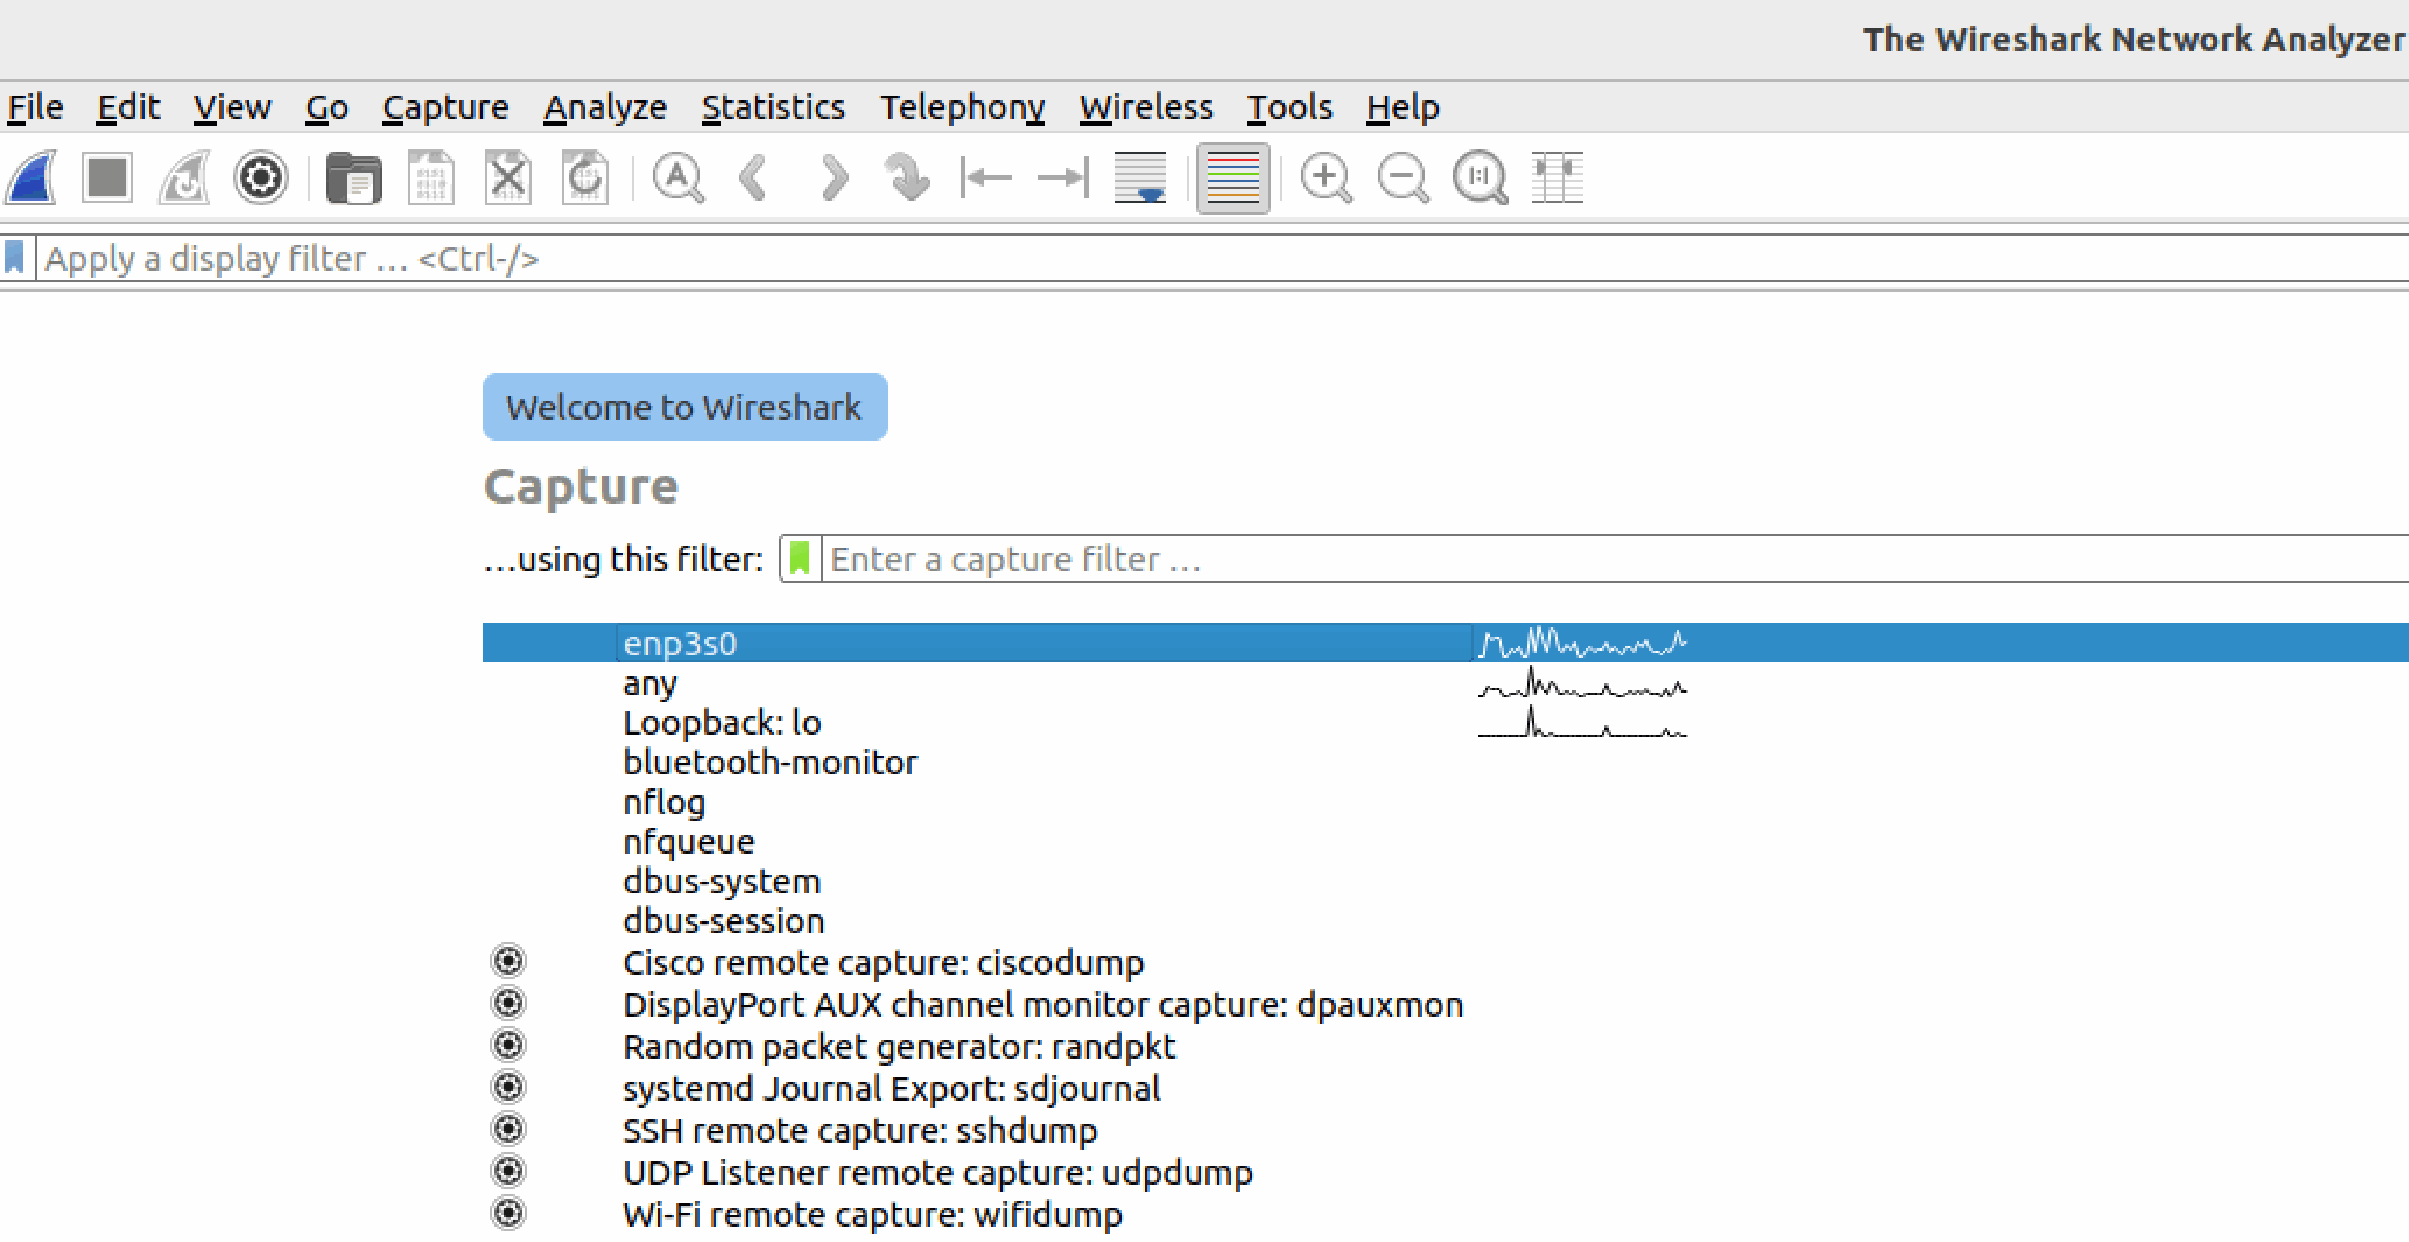 The Wireshark Network Analyzer
File Edit View Go Capture Analyze Statistics Telephony Wireless Tools Help
Apply a display filter … <Ctrl-/>
Welcome to Wireshark
Capture
…using this filter: Enter a capture filter …
enp3s0
any
Loopback: lo
bluetooth-monitor
nflog
nfqueue
dbus-system
dbus-session
Cisco remote capture: ciscodump
DisplayPort AUX channel monitor capture: dpauxmon
Random packet generator: randpkt
systemd Journal Export: sdjournal
SSH remote capture: sshdump
UDP Listener remote capture: udpdump
Wi-Fi remote capture: wifidump